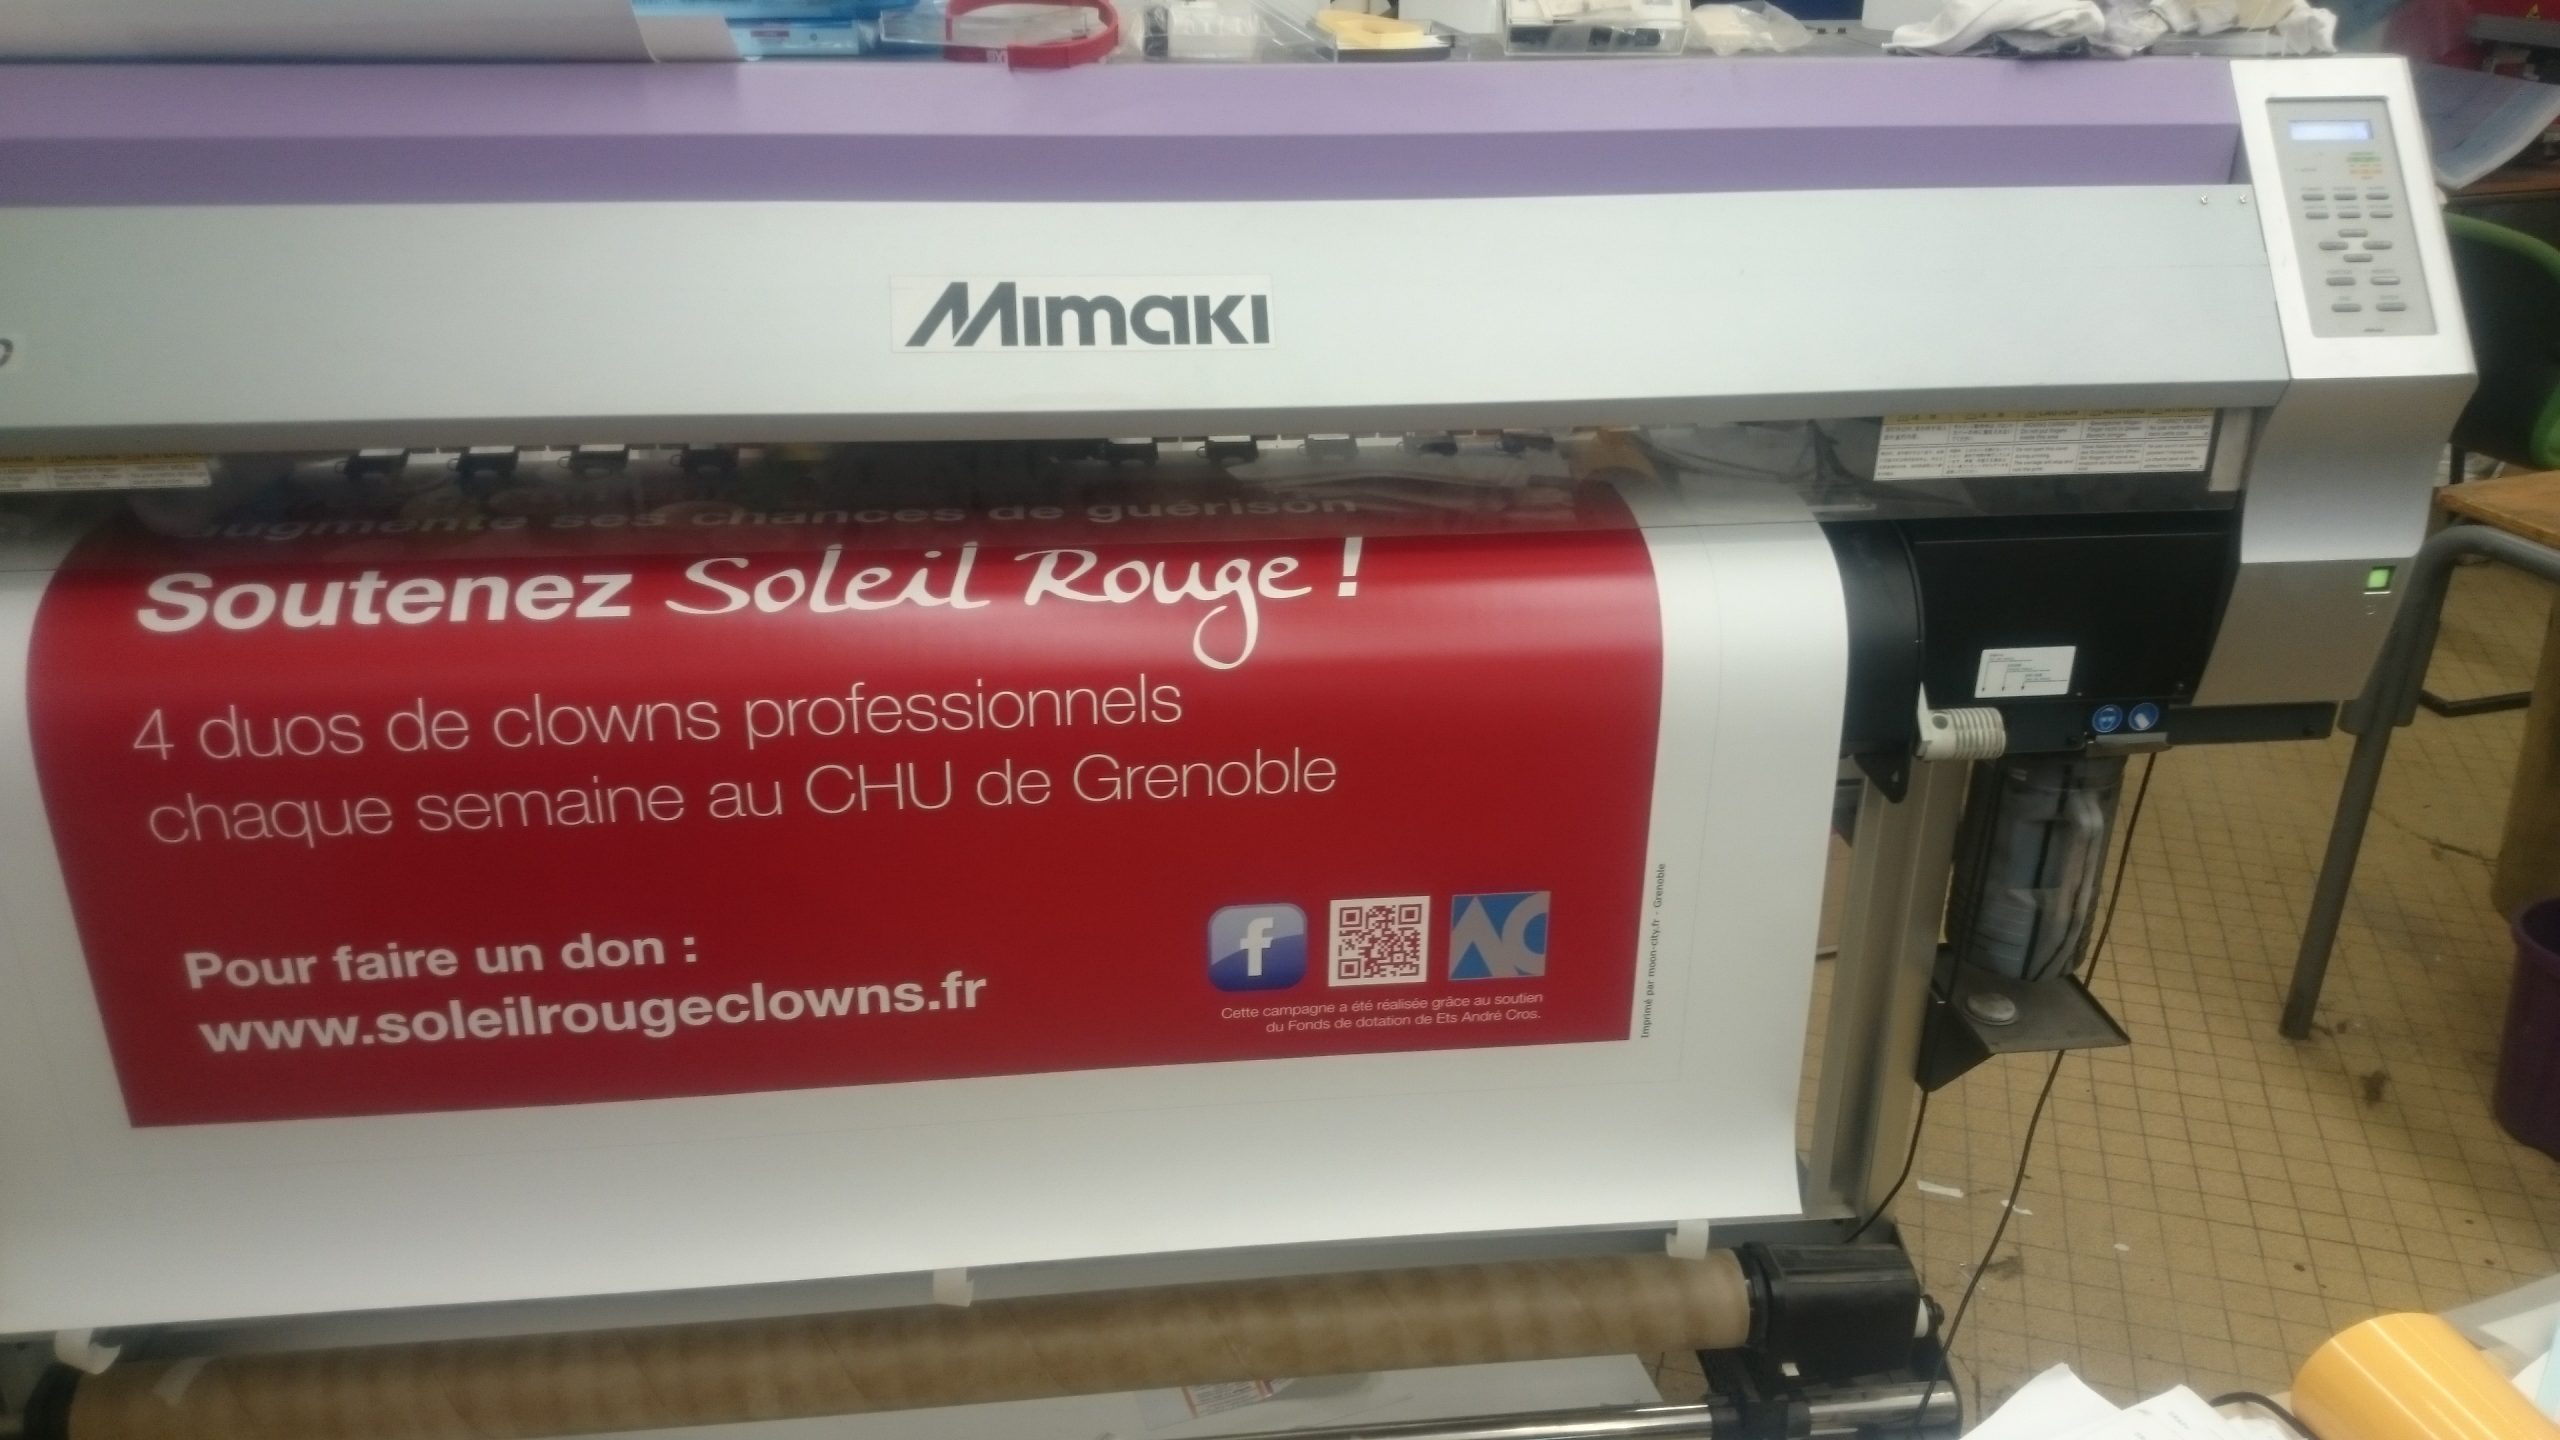 Mimaki
CAUTION
augmente ses chances de guérison
Soutenez Soleil Rouge !
4 duos de clowns professionnels
chaque semaine au CHU de Grenoble
Pour faire un don :
www.soleilrougeclowns.fr
f
AC
Cette campagne a été réalisée grâce au soutien
du Fonds de dotation de Ets André Cros.
Imprimé par moon-city.fr - Grenoble